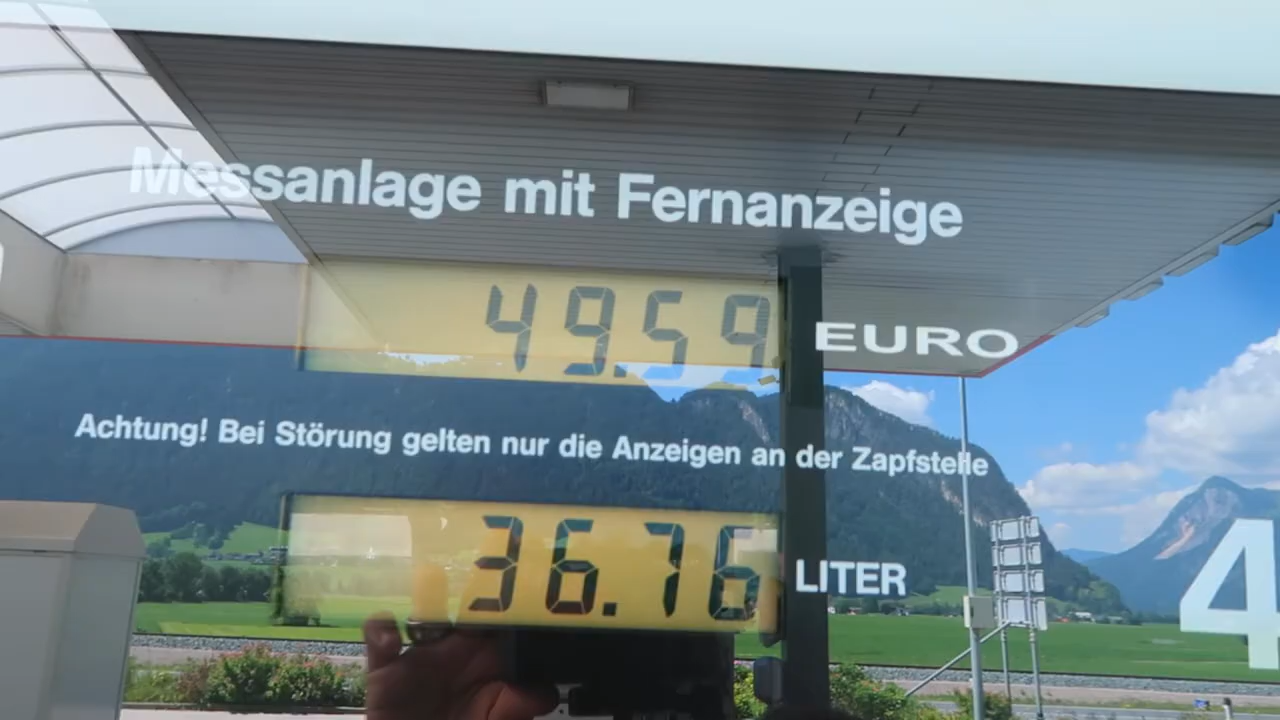 Messanlage mit Fernanzeige
49.59 EURO
Achtung! Bei Störung gelten nur die Anzeigen an der Zapfstelle
36.76 LITER
4